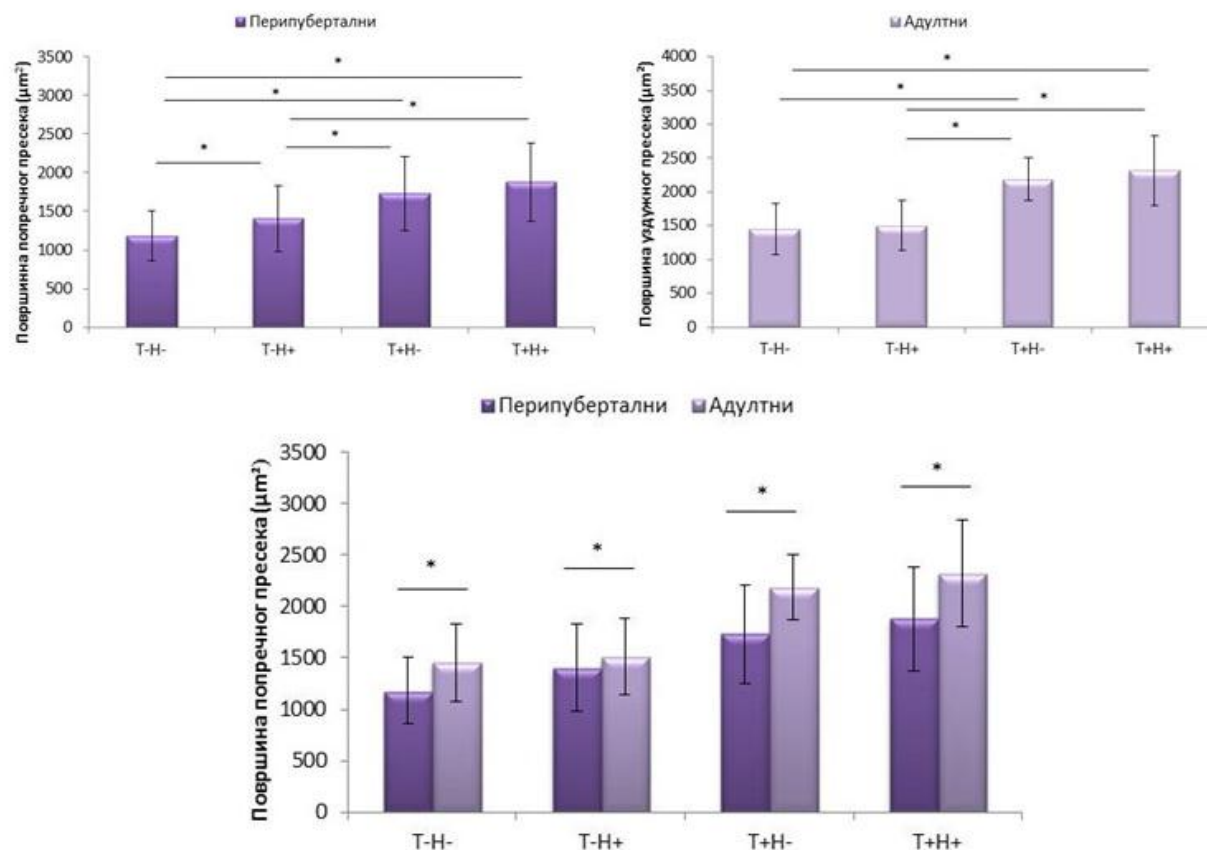 Перипубертални
Површинна попречног пресека (µm²)
3500
3000
2500
2000
1500
1000
500
0
*
*
*
*
*
Т-Н-
Т-Н+
Т+Н-
Т+Н+
Адултни
Површина уздужног пресека (µm²)
4000
3500
3000
2500
2000
1500
1000
500
0
*
*
*
*
Т-Н-
Т-Н+
Т+Н-
Т+Н+
Перипубертални Адултни
Површина попречног пресека (µm²)
3500
3000
2500
2000
1500
1000
500
0
*
*
*
*
Т-Н-
Т-Н+
Т+Н-
Т+Н+